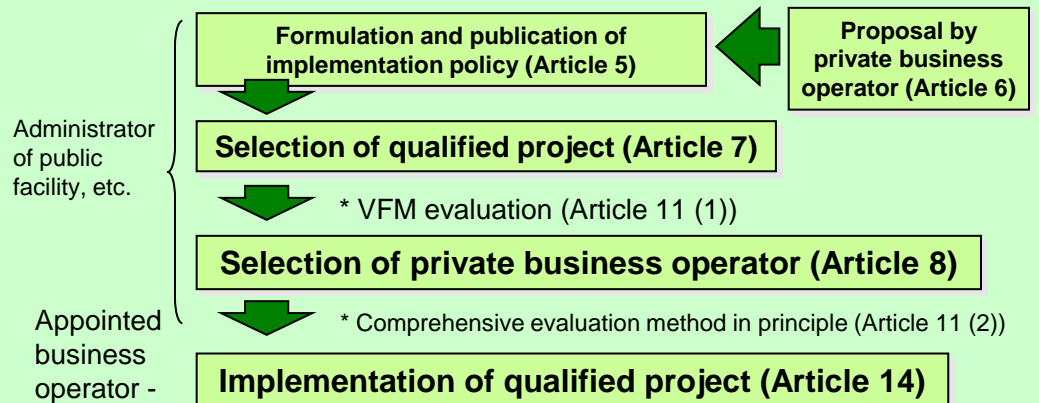 Formulation and publication of
implementation policy (Article 5)
Proposal by
private business
operator (Article 6)
Administrator
of public
facility, etc.
Selection of qualified project (Article 7)
* VFM evaluation (Article 11 (1))
Selection of private business operator (Article 8)
* Comprehensive evaluation method in principle (Article 11 (2))
Appointed
business
operator -
Implementation of qualified project (Article 14)